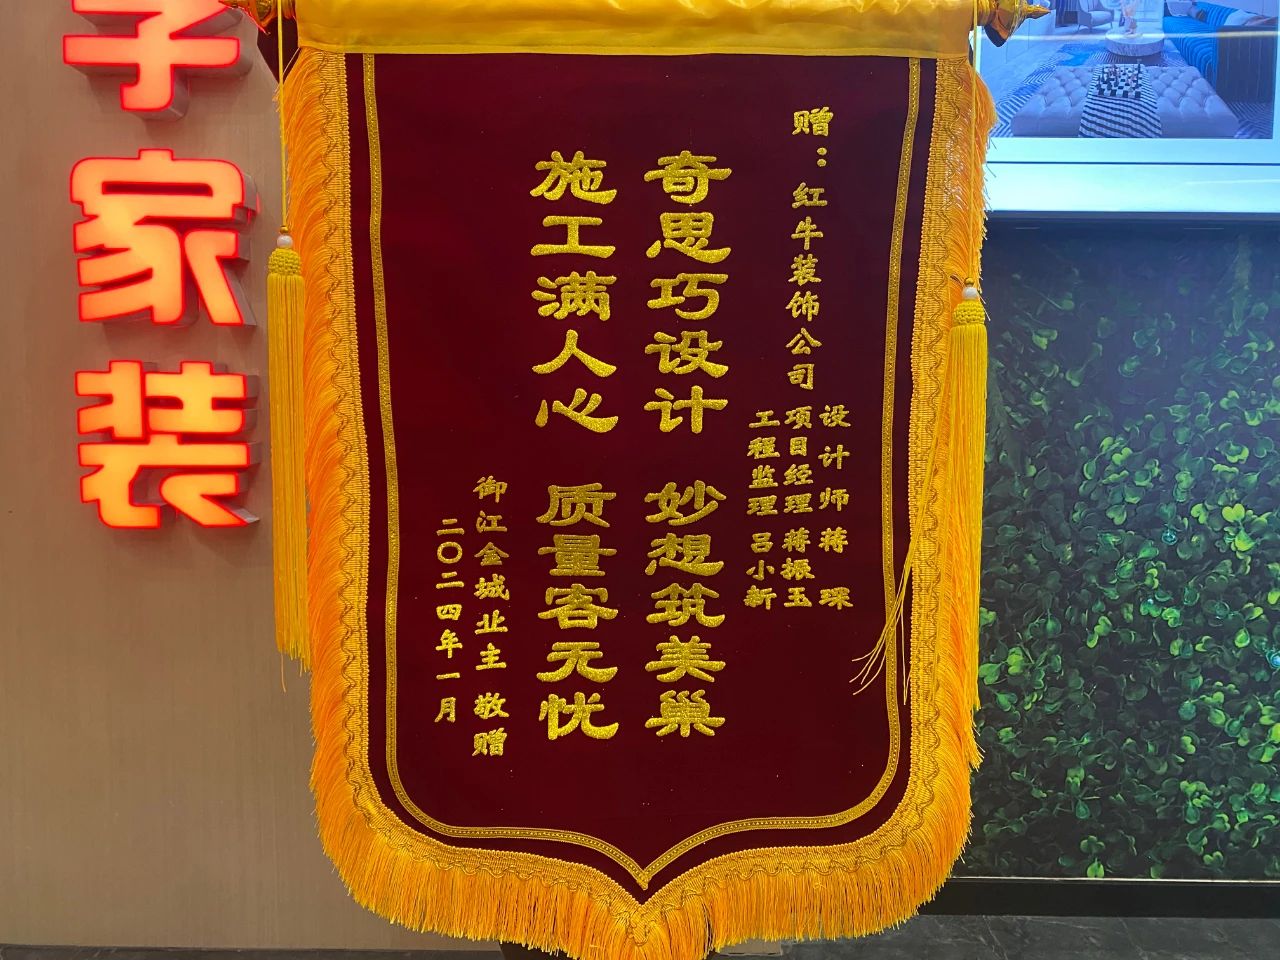 赠：红牛装饰公司
设计师 蒋琛
项目经理 蒋振玉
工程监理 吕小新
奇思巧设计 妙想筑美巢
施工满人心 质量客无忧
御江金城业主 敬赠
二〇二四年一月
家装